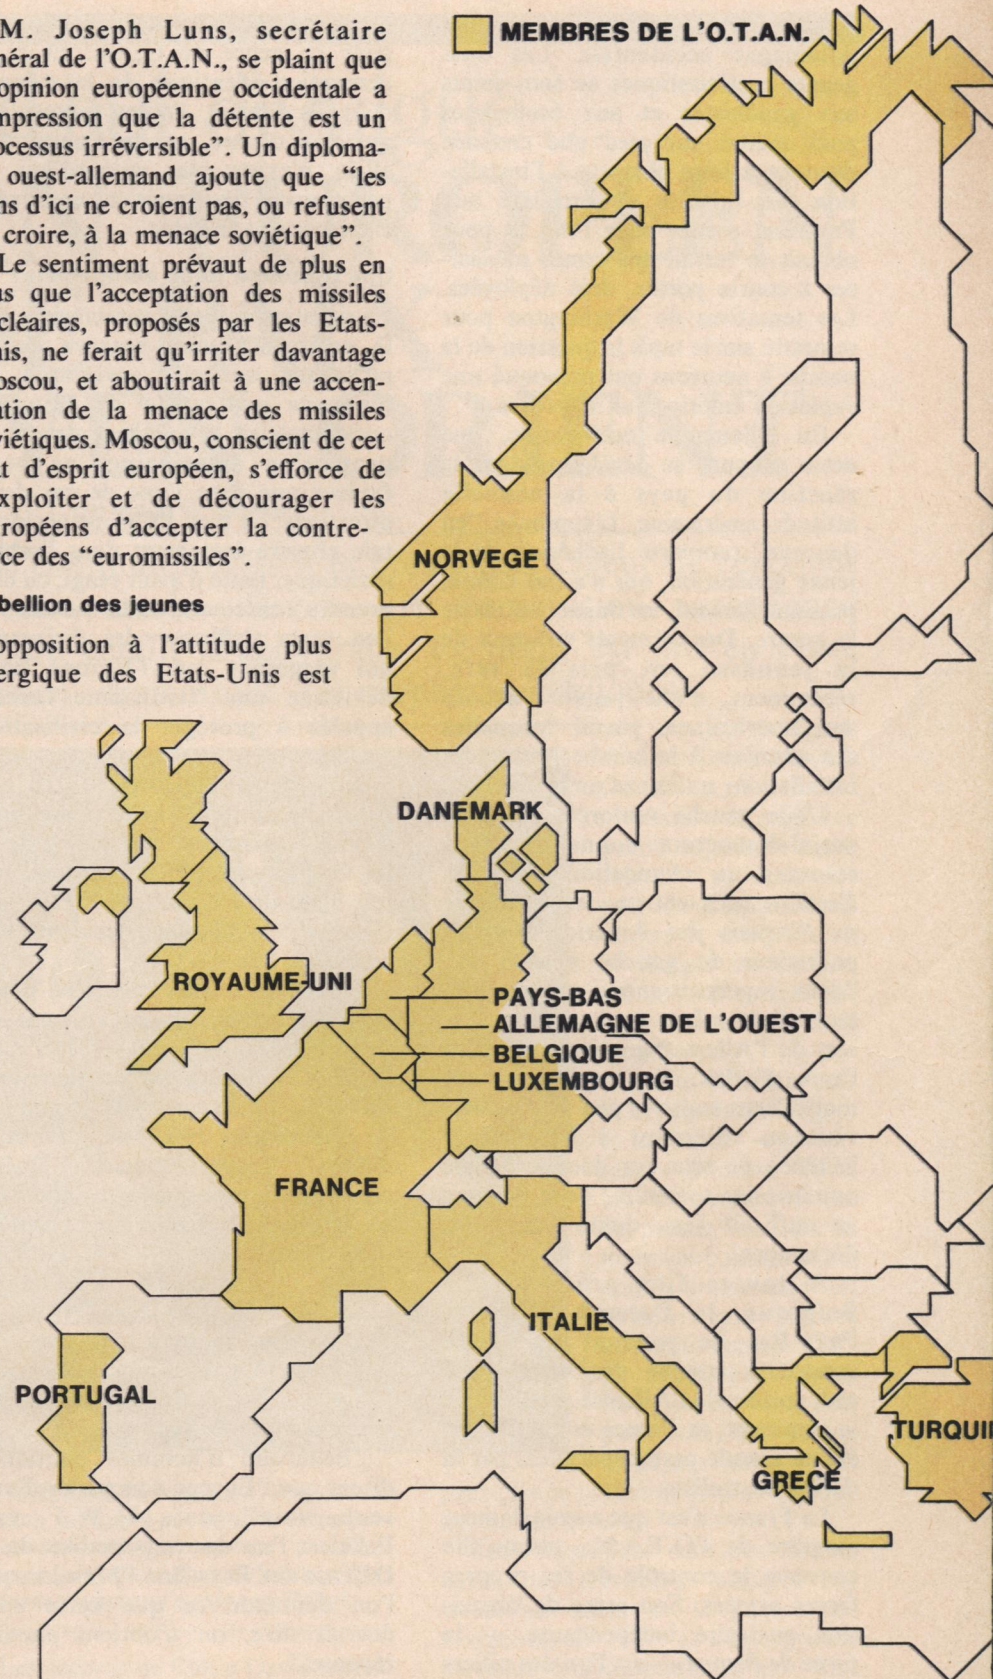 M. Joseph Luns, secrétaire
néral de l'O.T.A.N., se plaint que
opinion européenne occidentale a
mpression que la détente est un
ocessus irréversible”. Un diploma-
ouest-allemand ajoute que “les
ns d'ici ne croient pas, ou refusent
croire, à la menace soviétique”.
Le sentiment prévaut de plus en
us que l'acceptation des missiles
cléaires, proposés par les Etats-
nis, ne ferait qu'irriter davantage
oscou, et aboutirait à une accen-
ation de la menace des missiles
viétiques. Moscou, conscient de cet
at d'esprit européen, s'efforce de
exploiter et de décourager les
ropéens d'accepter la contre-
rce des “euromissiles”.
bellion des jeunes
opposition à l'attitude plus
ergique des Etats-Unis est
MEMBRES DE L'O.T.A.N.
NORVEGE
DANEMARK
ROYAUME-UNI
PAYS-BAS
ALLEMAGNE DE L'OUEST
BELGIQUE
LUXEMBOURG
FRANCE
ITALIE
PORTUGAL
TURQUI
GRECE